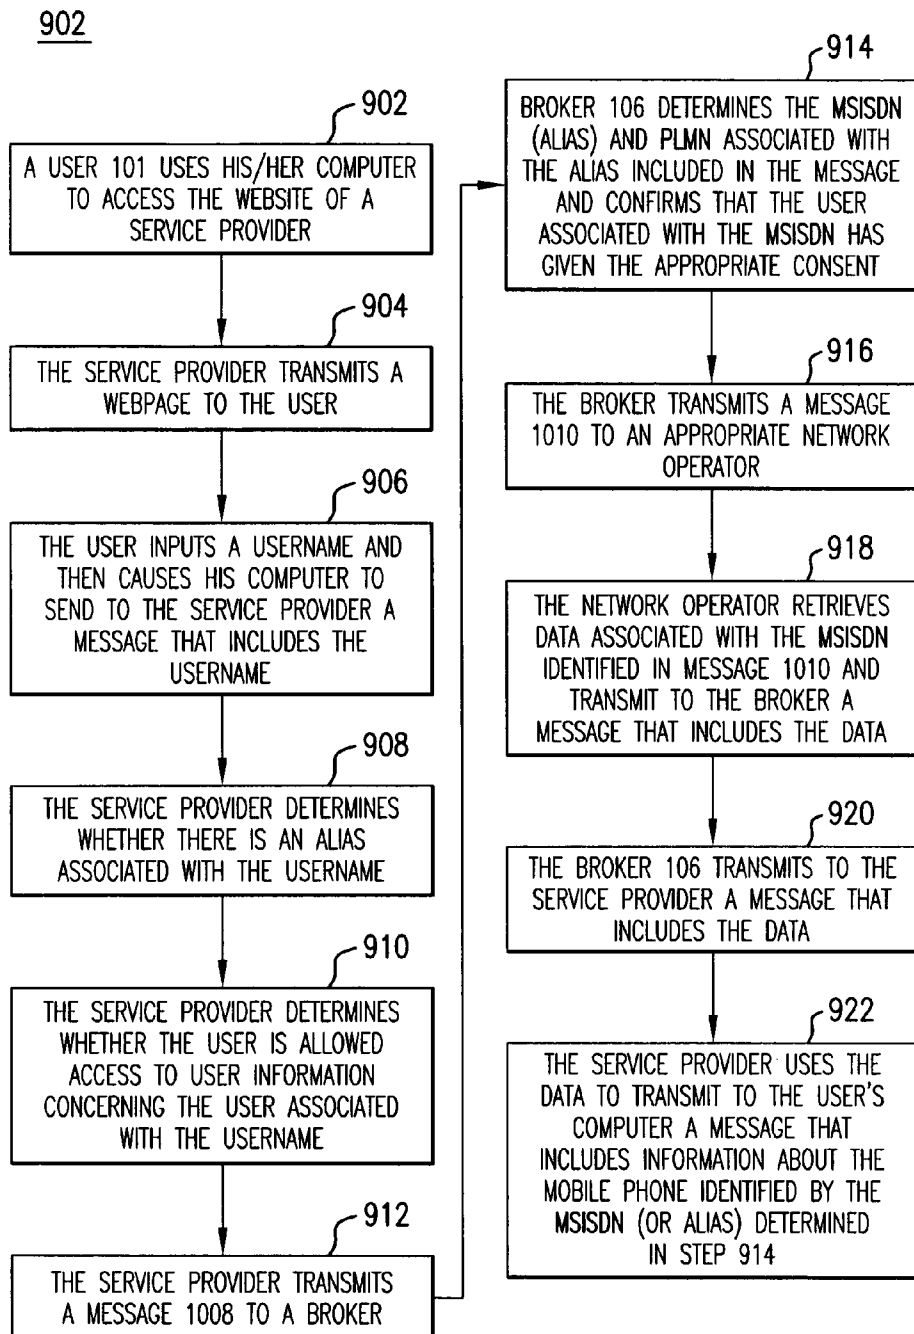 902
902
A USER 101 USES HIS/HER COMPUTER
TO ACCESS THE WEBSITE OF A
SERVICE PROVIDER
904
THE SERVICE PROVIDER TRANSMITS A
WEBPAGE TO THE USER
906
THE USER INPUTS A USERNAME AND
THEN CAUSES HIS COMPUTER TO
SEND TO THE SERVICE PROVIDER A
MESSAGE THAT INCLUDES THE
USERNAME
908
THE SERVICE PROVIDER DETERMINES
WHETHER THERE IS AN ALIAS
ASSOCIATED WITH THE USERNAME
910
THE SERVICE PROVIDER DETERMINES
WHETHER THE USER IS ALLOWED
ACCESS TO USER INFORMATION
CONCERNING THE USER ASSOCIATED
WITH THE USERNAME
912
THE SERVICE PROVIDER TRANSMITS
A MESSAGE 1008 TO A BROKER
914
BROKER 106 DETERMINES THE MSISDN
(ALIAS) AND PLMN ASSOCIATED WITH
THE ALIAS INCLUDED IN THE MESSAGE
AND CONFIRMS THAT THE USER
ASSOCIATED WITH THE MSISDN HAS
GIVEN THE APPROPRIATE CONSENT
916
THE BROKER TRANSMITS A MESSAGE
1010 TO AN APPROPRIATE NETWORK
OPERATOR
918
THE NETWORK OPERATOR RETRIEVES
DATA ASSOCIATED WITH THE MSISDN
IDENTIFIED IN MESSAGE 1010 AND
TRANSMIT TO THE BROKER A
MESSAGE THAT INCLUDES THE DATA
920
THE BROKER 106 TRANSMITS TO THE
SERVICE PROVIDER A MESSAGE THAT
INCLUDES THE DATA
922
THE SERVICE PROVIDER USES THE
DATA TO TRANSMIT TO THE USER'S
COMPUTER A MESSAGE THAT
INCLUDES INFORMATION ABOUT THE
MOBILE PHONE IDENTIFIED BY THE
MSISDN (OR ALIAS) DETERMINED
IN STEP 914